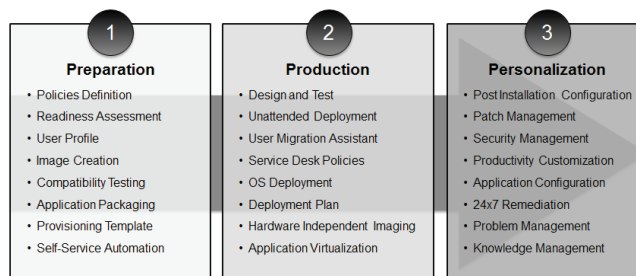 1
Preparation
• Policies Definition
• Readiness Assessment
• User Profile
• Image Creation
• Compatibility Testing
• Application Packaging
• Provisioning Template
• Self-Service Automation
2
Production
• Design and Test
• Unattended Deployment
• User Migration Assistant
• Service Desk Policies
• OS Deployment
• Deployment Plan
• Hardware Independent Imaging
• Application Virtualization
3
Personalization
• Post Installation Configuration
• Patch Management
• Security Management
• Productivity Customization
• Application Configuration
• 24x7 Remediation
• Problem Management
• Knowledge Management